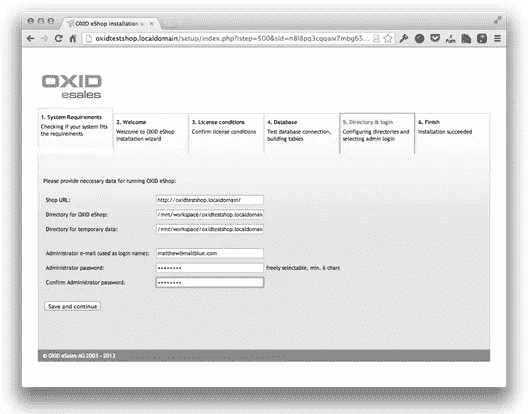 OXID eShop installation w
oxidtestshop.localdomain/setup/index.php?istep=500&sid=n8l8pq3cqqaiv7mbg65...
OXID
esales
1. System Requirements
Checking if your system fits
the requirements
2. Welcome
Welcome to OXID eShop
installation wizard
3. License conditions
Confirm license conditions
4. Database
Test database connection,
building tables
5. Directory & login
Configuring directories and
selecting admin login
6. Finish
Installation succeeded
Please provide neccesary data for running OXID eShop:
Shop URL: http://oxidtestshop.localdomain/
Directory for OXID eShop: /mnt/workspace/oxidtestshop.localdomain
Directory for temporary data: /mnt/workspace/oxidtestshop.localdomain
Administrator e-mail (used as login name): matthew@maltblue.com
Administrator password: •••••••• freely selectable, min. 6 chars
Confirm Administrator password: ••••••••
Save and continue
© OXID eSales AG 2003 - 2013